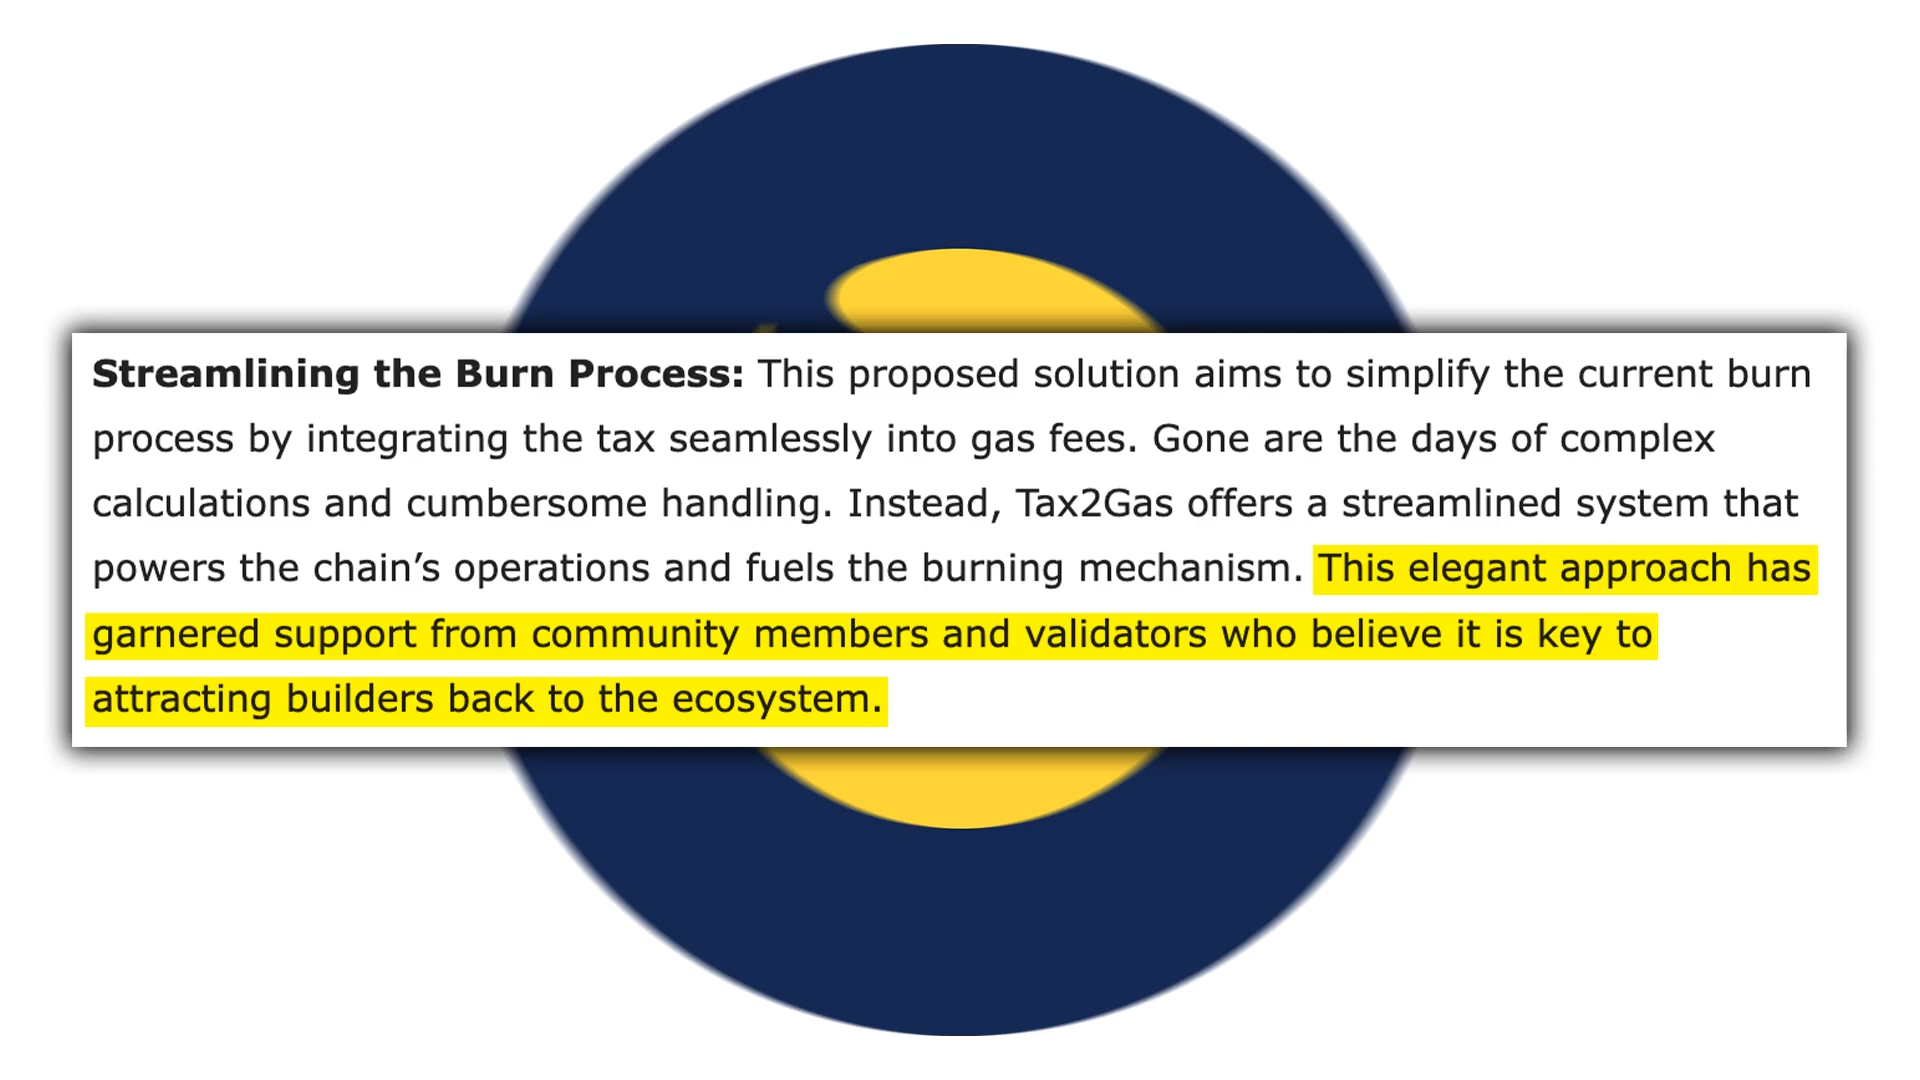 Streamlining the Burn Process: This proposed solution aims to simplify the current burn
process by integrating the tax seamlessly into gas fees. Gone are the days of complex
calculations and cumbersome handling. Instead, Tax2Gas offers a streamlined system that
powers the chain’s operations and fuels the burning mechanism. This elegant approach has
garnered support from community members and validators who believe it is key to
attracting builders back to the ecosystem.